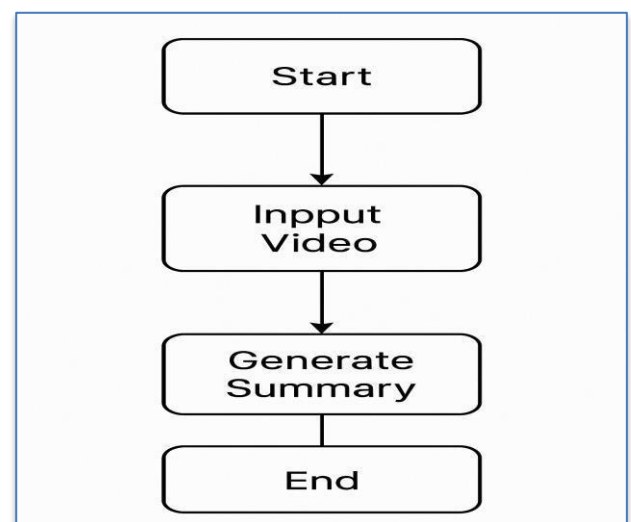 Start
Inpput
Video
Generate
Summary
End